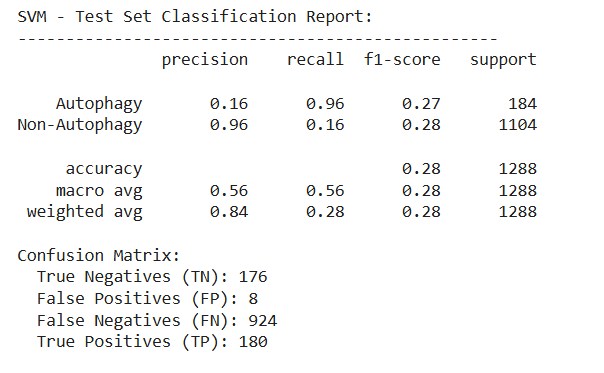 SVM - Test Set Classification Report:
--------------------------------------------------
precision recall f1-score support
Autophagy 0.16 0.96 0.27 184
Non-Autophagy 0.96 0.16 0.28 1104
accuracy 0.28 1288
macro avg 0.56 0.56 0.28 1288
weighted avg 0.84 0.28 0.28 1288
Confusion Matrix:
True Negatives (TN): 176
False Positives (FP): 8
False Negatives (FN): 924
True Positives (TP): 180